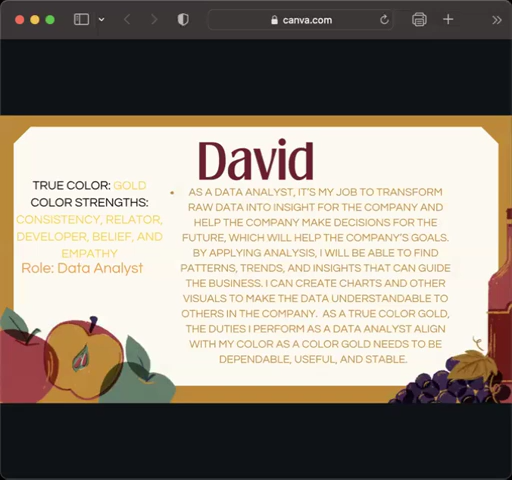 canva.com
David
TRUE COLOR: GOLD
COLOR STRENGTHS:
CONSISTENCY, RELATOR,
DEVELOPER, BELIEF, AND
EMPATHY
Role: Data Analyst
• AS A DATA ANALYST, IT'S MY JOB TO TRANSFORM
RAW DATA INTO INSIGHT FOR THE COMPANY AND
HELP THE COMPANY MAKE DECISIONS FOR THE
FUTURE, WHICH WILL HELP THE COMPANY'S GOALS.
BY APPLYING ANALYSIS, I WILL BE ABLE TO FIND
PATTERNS, TRENDS, AND INSIGHTS THAT CAN GUIDE
THE BUSINESS. I CAN CREATE CHARTS AND OTHER
VISUALS TO MAKE THE DATA UNDERSTANDABLE TO
OTHERS IN THE COMPANY. AS A TRUE COLOR GOLD,
THE DUTIES I PERFORM AS A DATA ANALYST ALIGN
WITH MY COLOR AS A COLOR GOLD NEEDS TO BE
DEPENDABLE, USEFUL, AND STABLE.